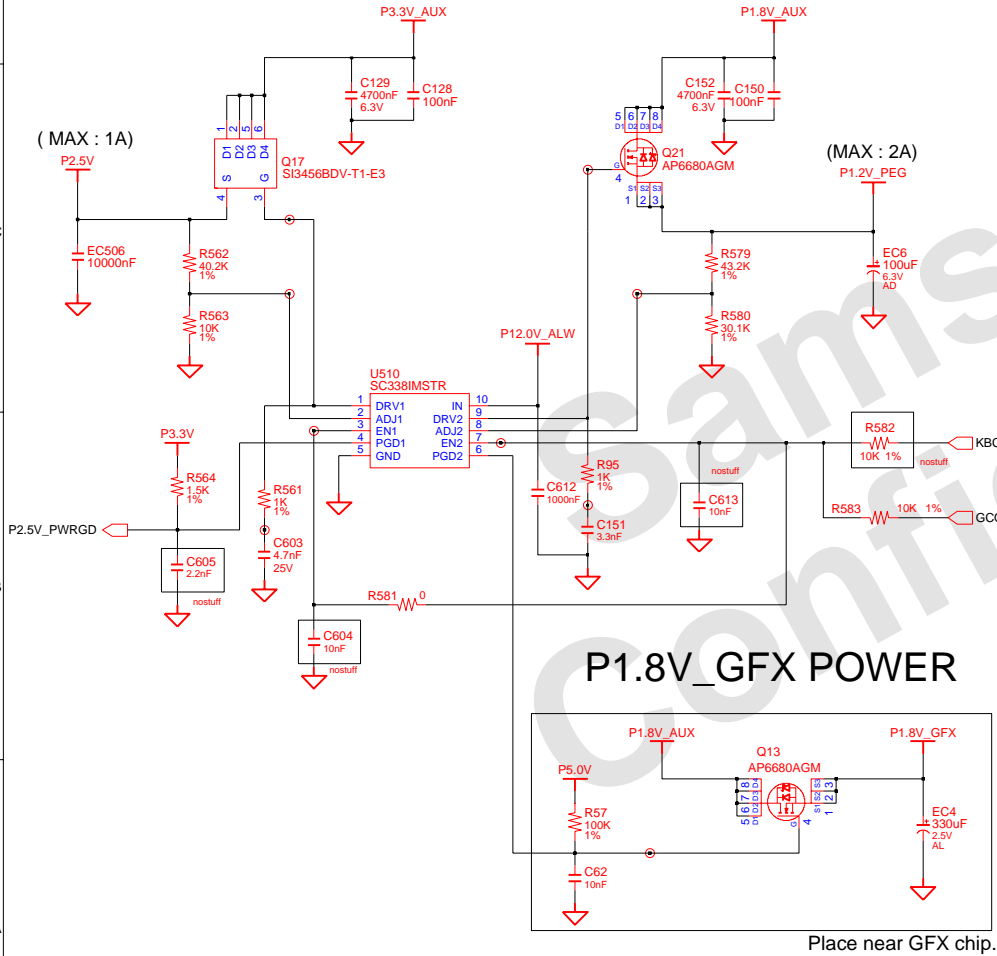 P3.3V_AUX
P1.8V_AUX
C129
4700nF
6.3V
C128
100nF
C152
4700nF
6.3V
C150
100nF
( MAX : 1A)
P2.5V
1 2 5 6
D1 D2 D3 D4
S G
4 3
Q17
SI3456BDV-T1-E3
5 6 7 8
D1 D2 D3 D4
G
4
S1 S2 S3
1 2 3
Q21
AP6680AGM
(MAX : 2A)
P1.2V_PEG
EC506
10000nF
R562
40.2K
1%
R563
10K
1%
R579
43.2K
1%
R580
30.1K
1%
EC6
100uF
6.3V
AD
P12.0V_ALW
U510
SC338IMSTR
1 DRV1 IN 10
2 ADJ1 DRV2 9
3 EN1 ADJ2 8
4 PGD1 EN2 7
5 GND PGD2 6
P3.3V
R564
1.5K
1%
R561
1K
1%
P2.5V_PWRGD
C605
2.2nF
nostuff
C603
4.7nF
25V
C612
1000nF
R95
1K
1%
C151
3.3nF
nostuff
C613
10nF
R582
10K 1%
nostuff
R583 10K 1%
R581 0
C604
10nF
nostuff
P1.8V_GFX POWER
P1.8V_AUX
P1.8V_GFX
Q13
AP6680AGM
P5.0V
R57
100K
1%
8 7 6 5
D4 D3 D2 D1
S3 S2 S1
3 2 1
G
4
EC4
330uF
2.5V
AL
C62
10nF
Place near GFX chip.